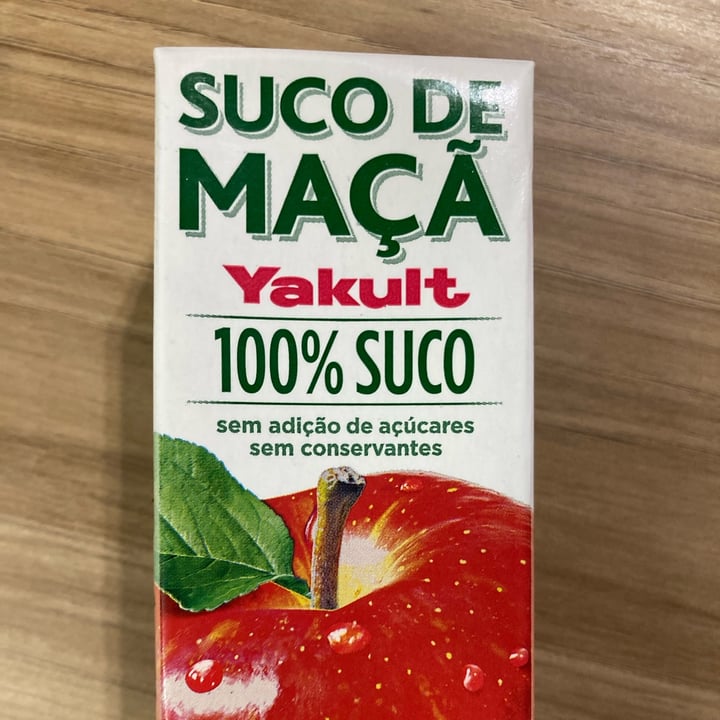 SUCO DE
MAÇÃ
Yakult
100% SUCO
sem adição de açúcares
sem conservantes